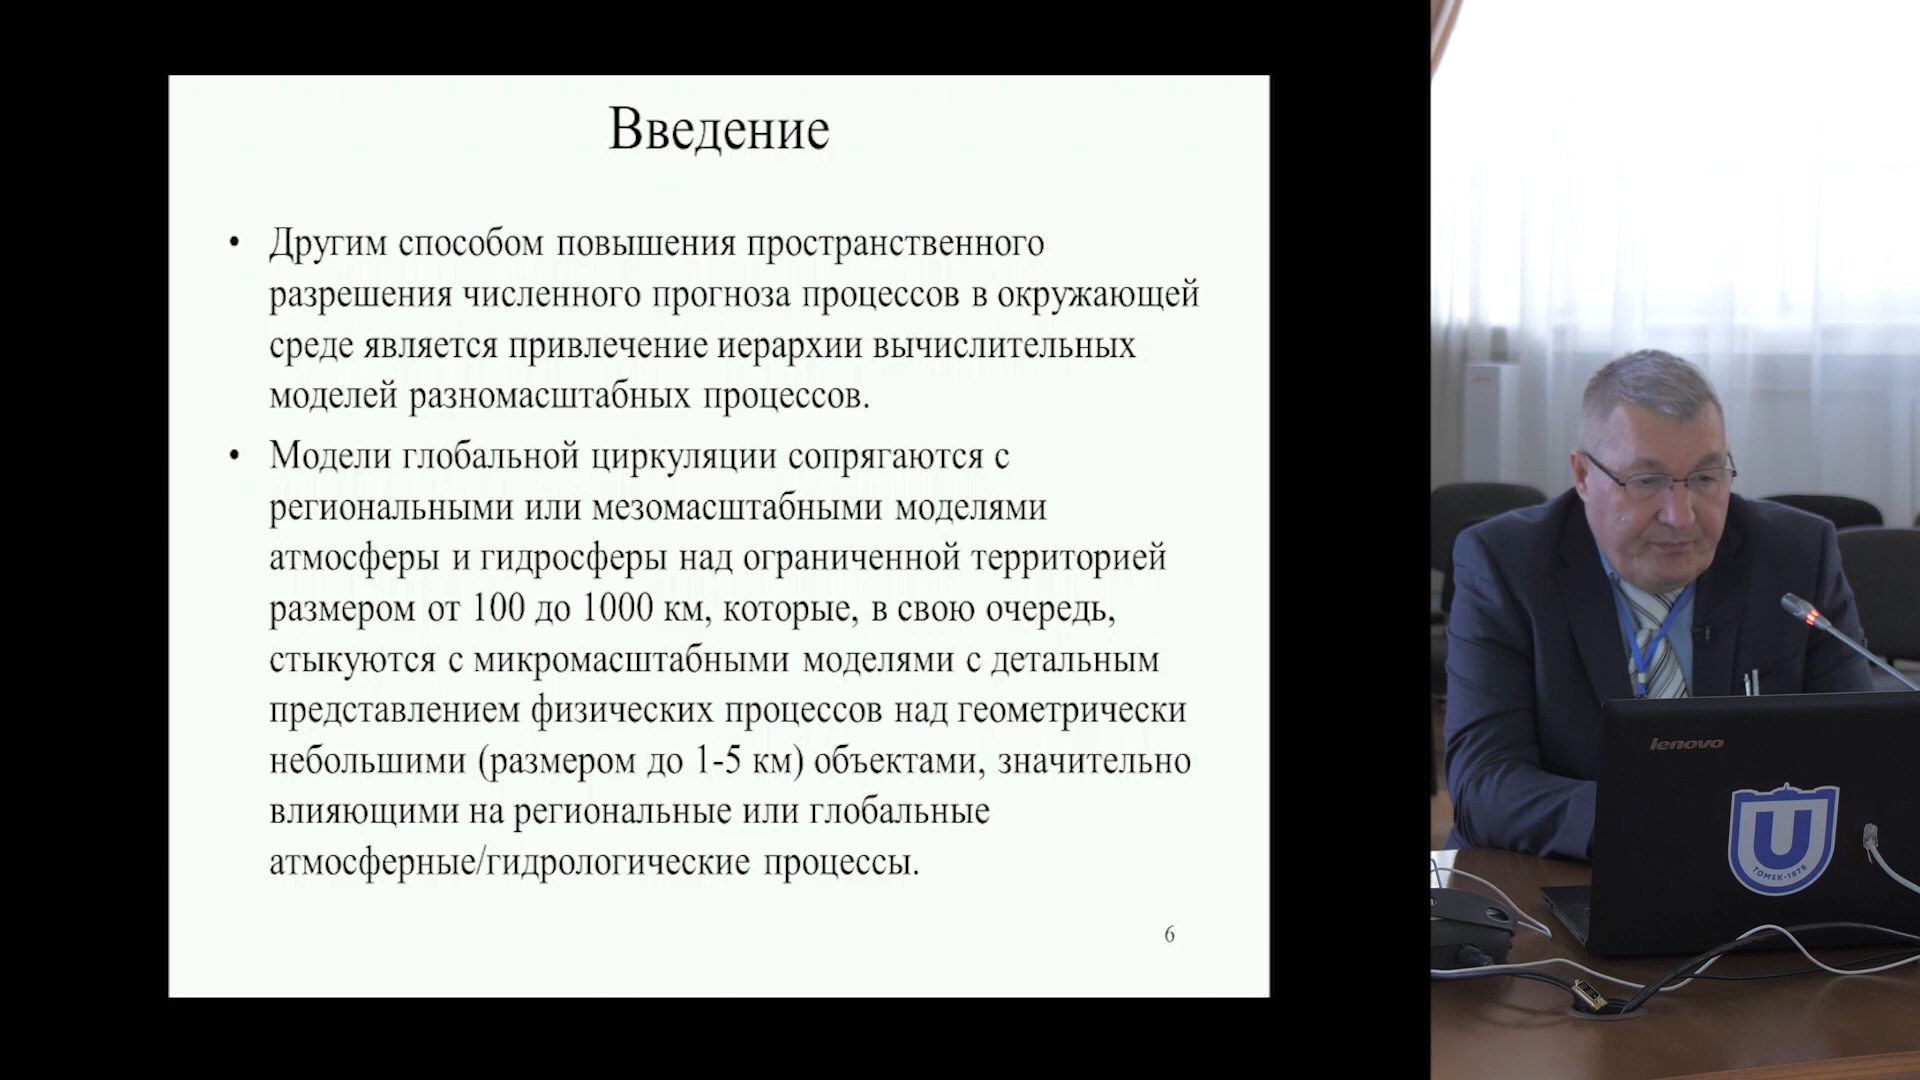 Введение
• Другим способом повышения пространственного
разрешения численного прогноза процессов в окружающей
среде является привлечение иерархии вычислительных
моделей разномасштабных процессов.
• Модели глобальной циркуляции сопрягаются с
региональными или мезомасштабными моделями
атмосферы и гидросферы над ограниченной территорией
размером от 100 до 1000 км, которые, в свою очередь,
стыкуются с микромасштабными моделями с детальным
представлением физических процессов над геометрически
небольшими (размером до 1-5 км) объектами, значительно
влияющими на региональные или глобальные
атмосферные/гидрологические процессы.
6
lenovo
U
TOMSK-1878